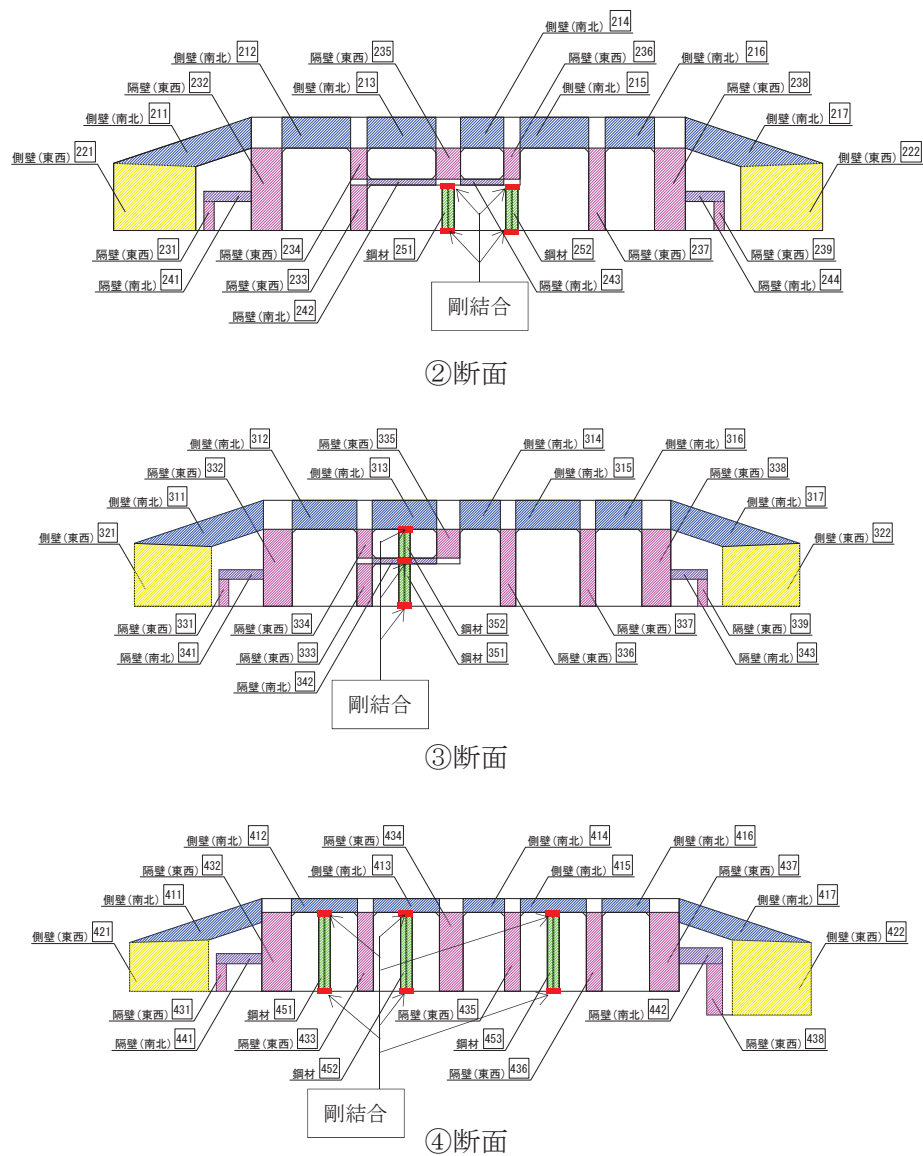 側壁(南北) 214
側壁(南北) 212
隔壁(東西) 235
隔壁(東西) 236
側壁(南北) 216
隔壁(東西) 232
側壁(南北) 213
側壁(南北) 215
隔壁(東西) 238
側壁(南北) 211
側壁(南北) 217
側壁(東西) 221
側壁(東西) 222
隔壁(東西) 231
隔壁(東西) 234
鋼材 251
鋼材 252
隔壁(東西) 237
隔壁(東西) 239
隔壁(南北) 241
隔壁(東西) 233
隔壁(南北) 243
隔壁(南北) 244
隔壁(南北) 242
剛結合
②断面
側壁(南北) 312
隔壁(東西) 335
側壁(南北) 314
側壁(南北) 316
隔壁(東西) 332
側壁(南北) 313
側壁(南北) 315
隔壁(東西) 338
側壁(南北) 311
側壁(南北) 317
側壁(東西) 321
側壁(東西) 322
隔壁(東西) 331
隔壁(東西) 334
鋼材 352
隔壁(東西) 337
隔壁(東西) 339
隔壁(南北) 341
隔壁(東西) 333
鋼材 351
隔壁(東西) 336
隔壁(南北) 343
隔壁(南北) 342
剛結合
③断面
側壁(南北) 412
隔壁(東西) 434
側壁(南北) 414
側壁(南北) 416
隔壁(東西) 432
側壁(南北) 413
側壁(南北) 415
隔壁(東西) 437
側壁(南北) 411
側壁(南北) 417
側壁(東西) 421
側壁(東西) 422
隔壁(東西) 431
鋼材 451
隔壁(東西) 435
隔壁(南北) 442
隔壁(南北) 441
隔壁(東西) 433
鋼材 453
隔壁(東西) 438
鋼材 452
隔壁(東西) 436
剛結合
④断面